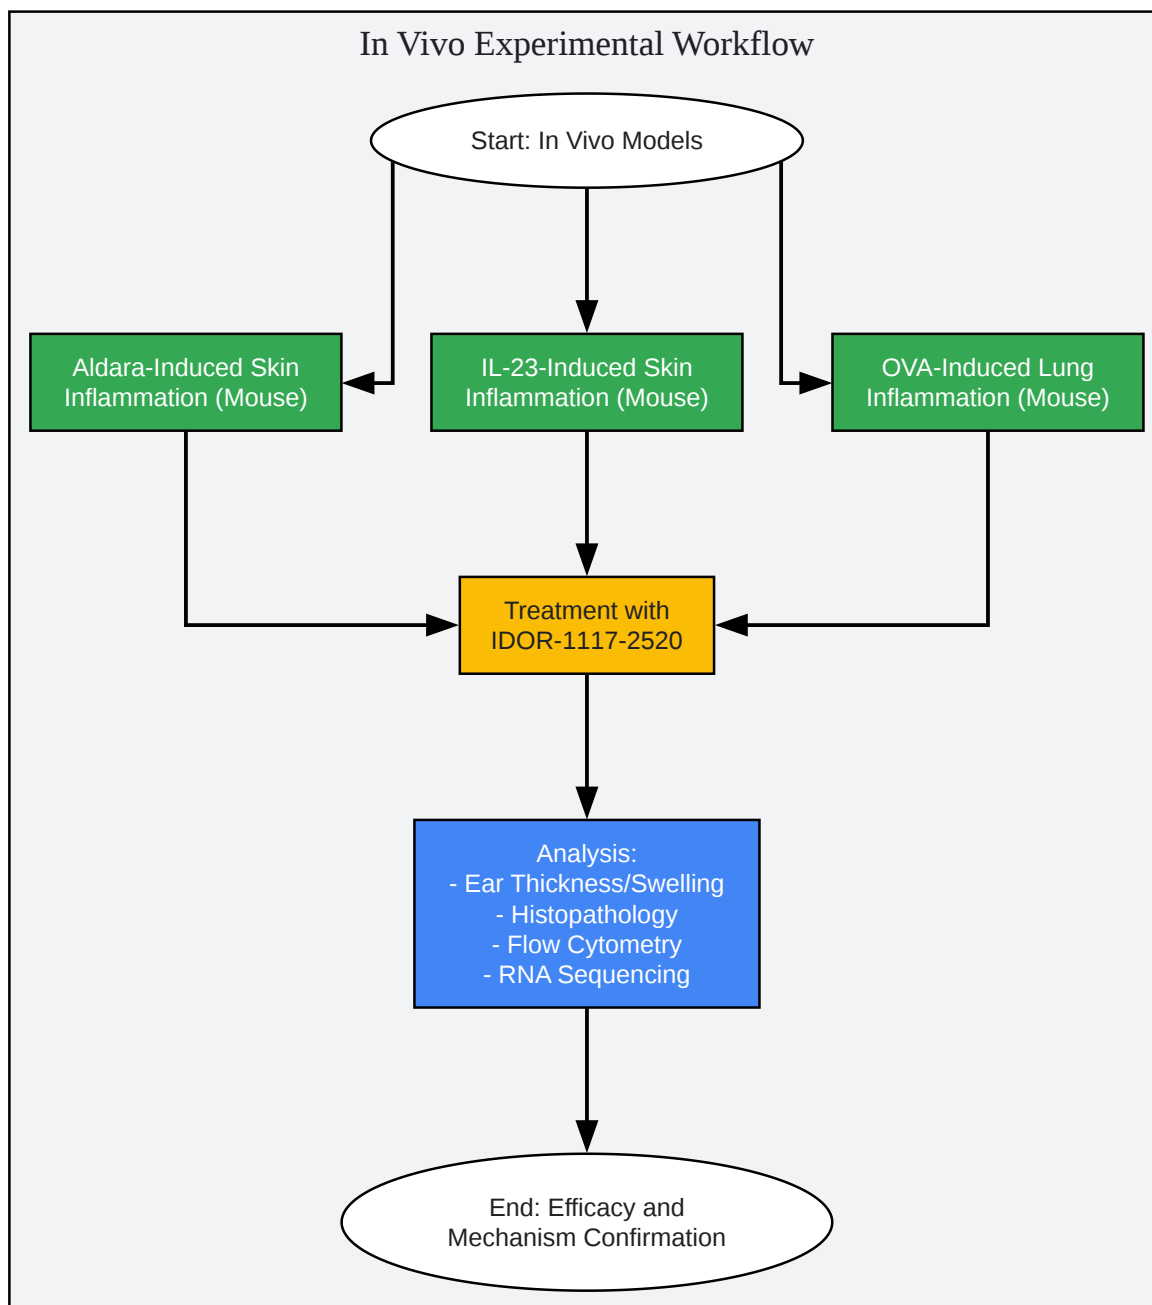 In Vivo Experimental Workflow
Start: In Vivo Models
Aldara-Induced Skin
Inflammation (Mouse)
IL-23-Induced Skin
Inflammation (Mouse)
OVA-Induced Lung
Inflammation (Mouse)
Treatment with
IDOR-1117-2520
Analysis:
- Ear Thickness/Swelling
- Histopathology
- Flow Cytometry
- RNA Sequencing
End: Efficacy and
Mechanism Confirmation